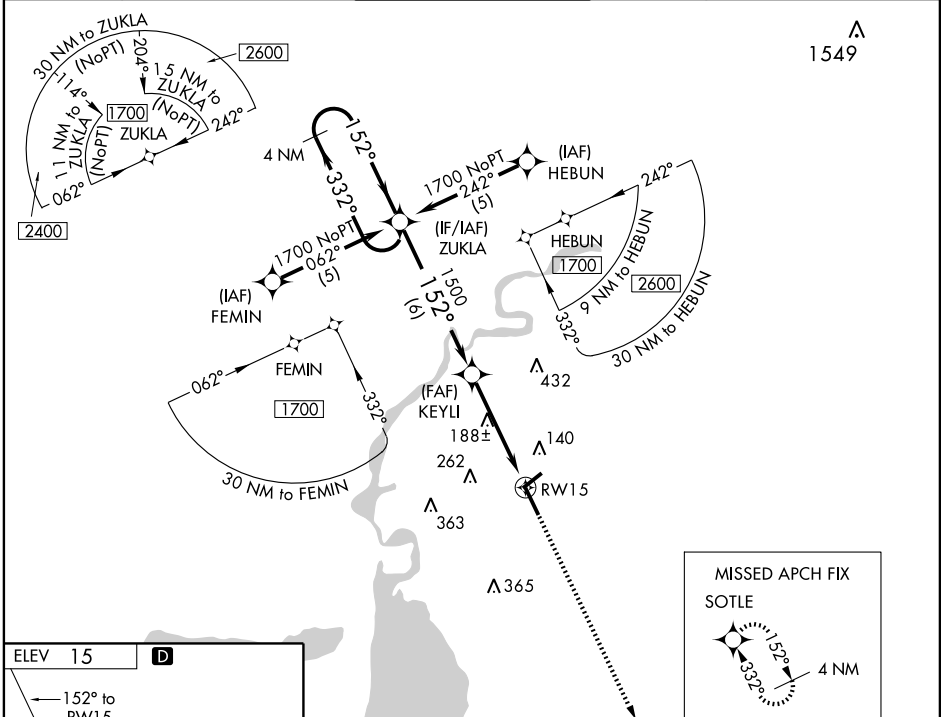 30 NM to ZUKLA
(NoPT)
204°
2600
15 NM to
ZUKLA
(NoPT)
114°
1700
ZUKLA
242°
11 NM to
ZUKLA
(NoPT)
062°
2400
1549
152°
4 NM
332°
1700 NoPT
242°
(5)
(IAF)
HEBUN
(IF/IAF)
ZUKLA
1700 NoPT
062°
(5)
(IAF)
FEMIN
242°
HEBUN
1700
9 NM to HEBUN
2600
332°
30 NM to HEBUN
1500
152°
(6)
062°
FEMIN
1700
332°
30 NM to FEMIN
(FAF)
KEYLI
432
188±
140
262
RW15
363
365
MISSED APCH FIX
SOTLE
152°
332°
4 NM
ELEV 15
D
152° to
RW15